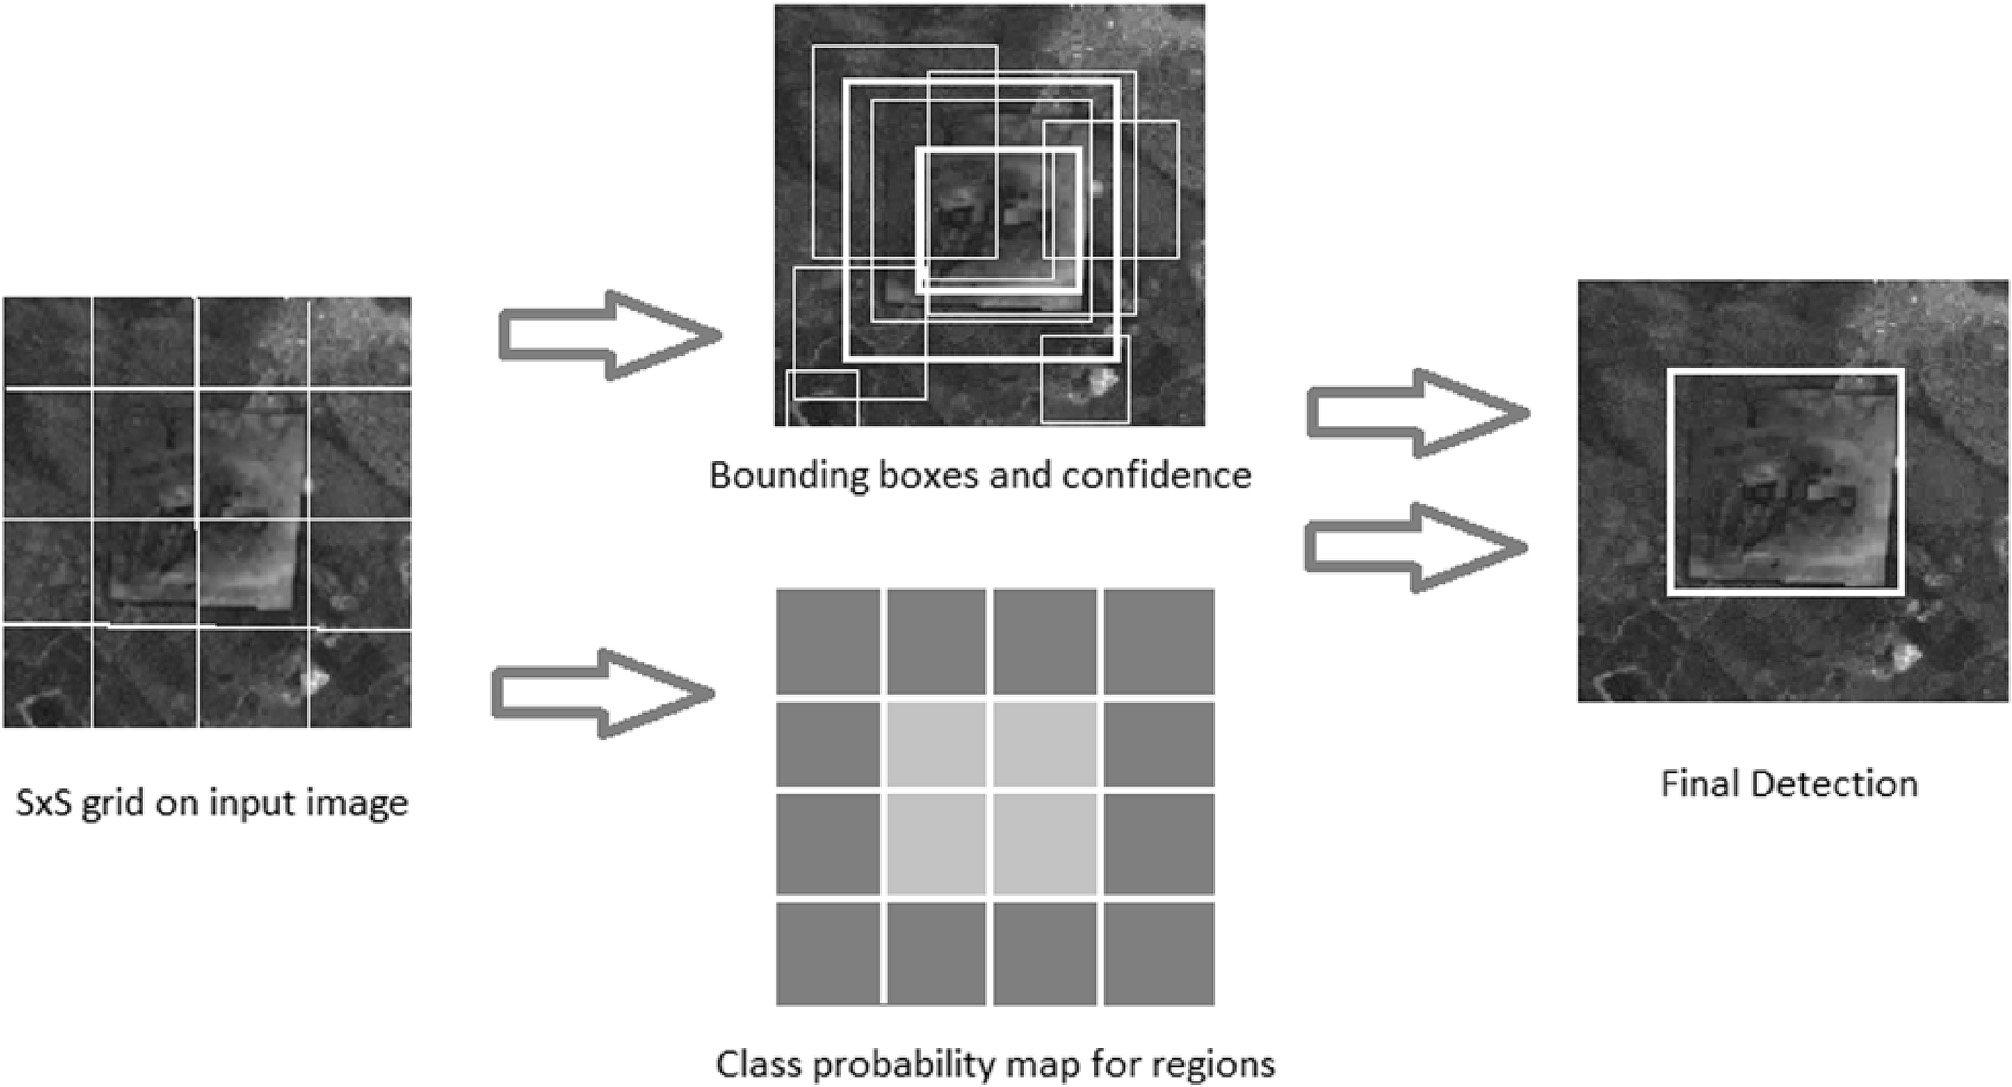 Bounding boxes and confidence
SxS grid on input image
Final Detection
Class probability map for regions